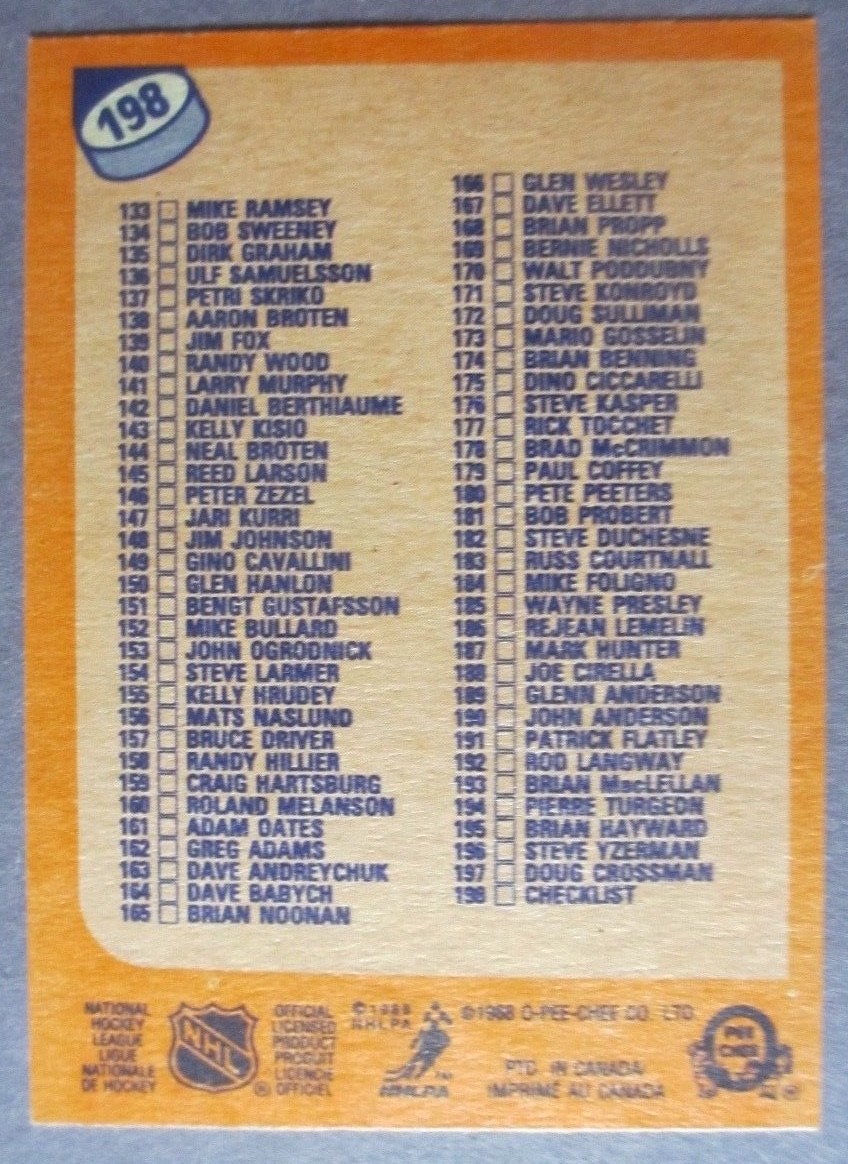 198
133 MIKE RAMSEY
134 BOB SWEENEY
135 DIRK GRAHAM
136 ULF SAMUELSSON
137 PETRI SKRIKO
138 AARON BROTEN
139 JIM FOX
140 RANDY WOOD
141 LARRY MURPHY
142 DANIEL BERTHIAUME
143 KELLY KISIO
144 NEAL BROTEN
145 REED LARSON
146 PETER ZEZEL
147 JARI KURRI
148 JIM JOHNSON
149 GINO CAVALLINI
150 GLEN HANLON
151 BENGT GUSTAFSSON
152 MIKE BULLARD
153 JOHN OGRODNICK
154 STEVE LARMER
155 KELLY HRUDEY
156 MATS NASLUND
157 BRUCE DRIVER
158 RANDY HILLIER
159 CRAIG HARTSBURG
160 ROLAND MELANSON
161 ADAM OATES
162 GREG ADAMS
163 DAVE ANDREYCHUK
164 DAVE BABYCH
165 BRIAN NOONAN
166 GLEN WESLEY
167 DAVE ELLETT
168 BRIAN PROPP
169 BERNIE NICHOLLS
170 WALT PODDUBNY
171 STEVE KONROYD
172 DOUG SULLIMAN
173 MARIO GOSSELIN
174 BRIAN BENNING
175 DINO CICCARELLI
176 STEVE KASPER
177 RICK TOCCHET
178 BRAD McCRIMMON
179 PAUL COFFEY
180 PETE PEETERS
181 BOB PROBERT
182 STEVE DUCHESNE
183 RUSS COURTNALL
184 MIKE FOLIGNO
185 WAYNE PRESLEY
186 REJEAN LEMELIN
187 MARK HUNTER
188 JOE CIRELLA
189 GLENN ANDERSON
190 JOHN ANDERSON
191 PATRICK FLATLEY
192 ROD LANGWAY
193 BRIAN MacLELLAN
194 PIERRE TURGEON
195 BRIAN HAYWARD
196 STEVE YZERMAN
197 DOUG CROSSMAN
198 CHECKLIST
NATIONAL
HOCKEY
LEAGUE
LIGUE
NATIONALE
DE HOCKEY
NHL
®
OFFICIAL
LICENSED
PRODUCT
PRODUIT
LICENCIÉ
OFFICIEL
© 1988
NHLPA
NHLPA
© 1988 O-PEE-CHEE CO. LTD.
PTD. IN CANADA
IMPRIMÉ AU CANADA
PEE
CHEE